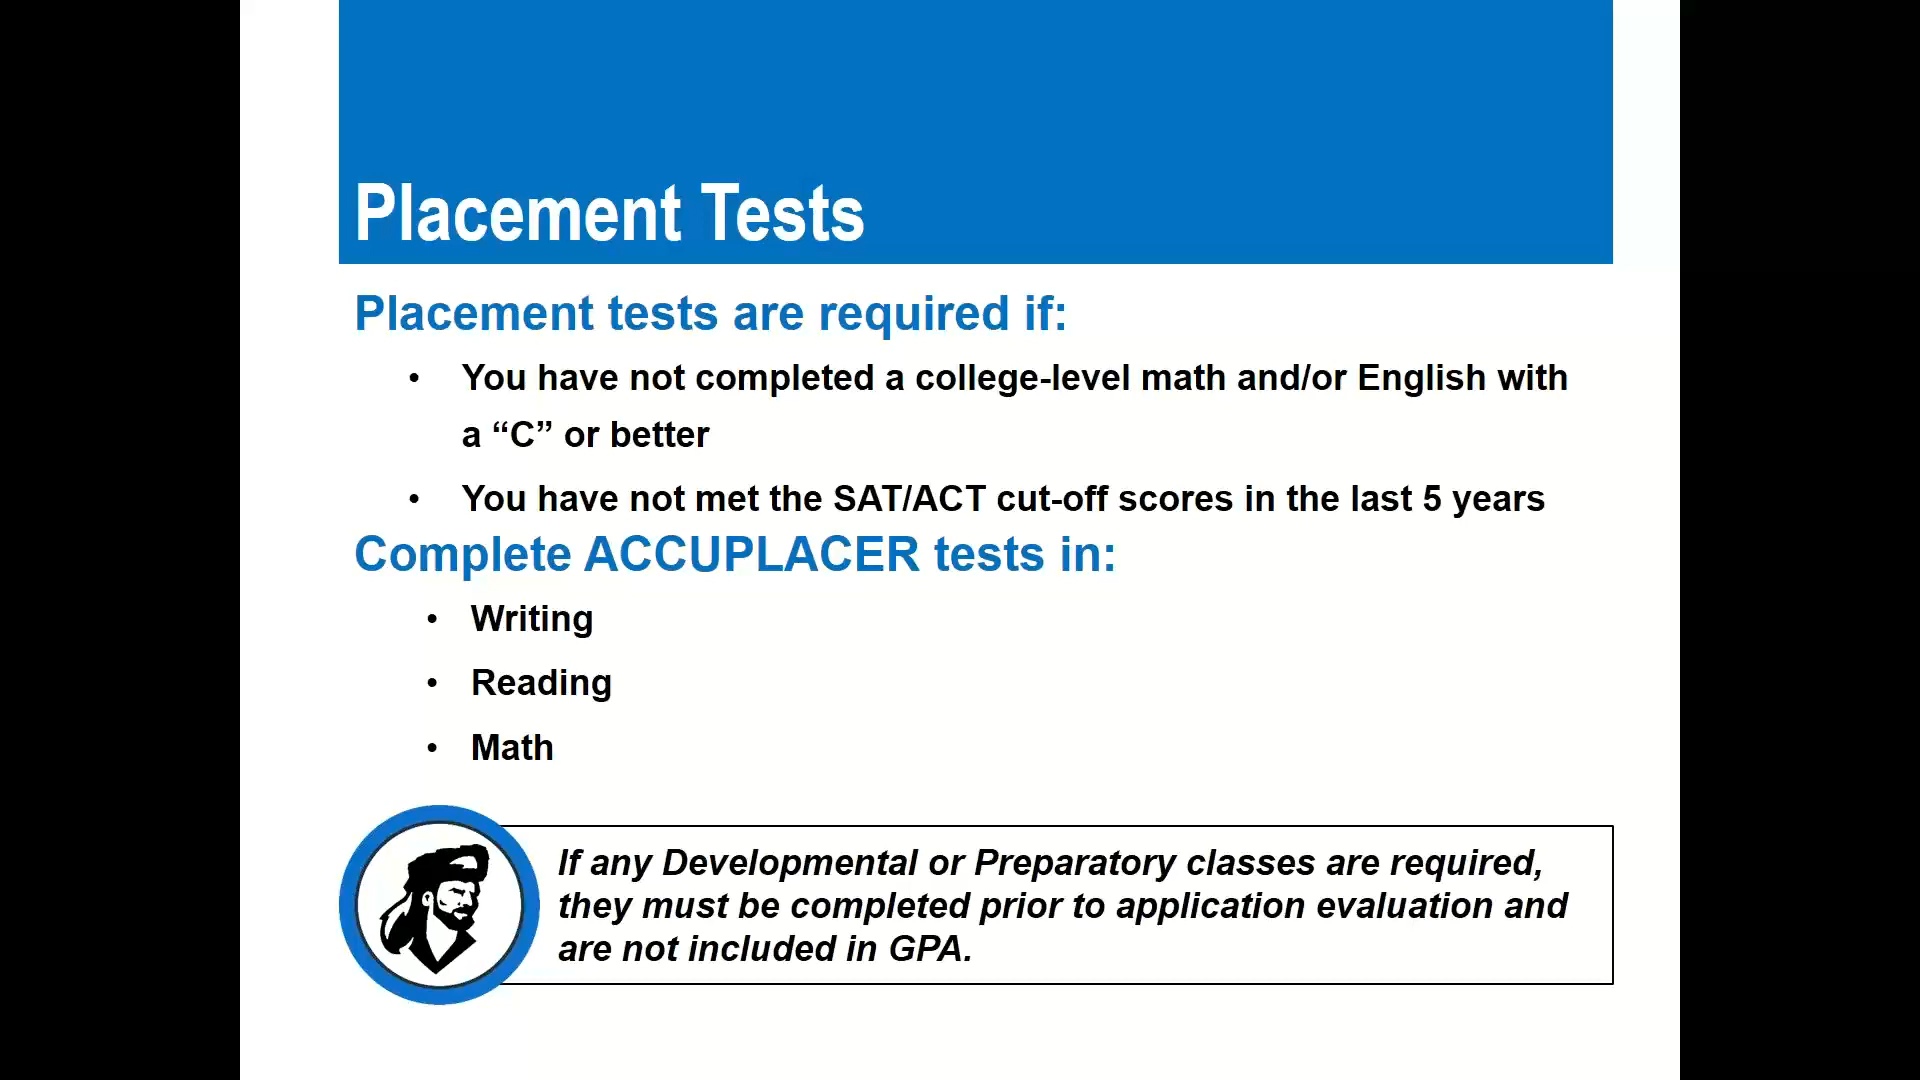 Placement Tests
Placement tests are required if:
• You have not completed a college-level math and/or English with
a “C” or better
• You have not met the SAT/ACT cut-off scores in the last 5 years
Complete ACCUPLACER tests in:
• Writing
• Reading
• Math
If any Developmental or Preparatory classes are required,
they must be completed prior to application evaluation and
are not included in GPA.